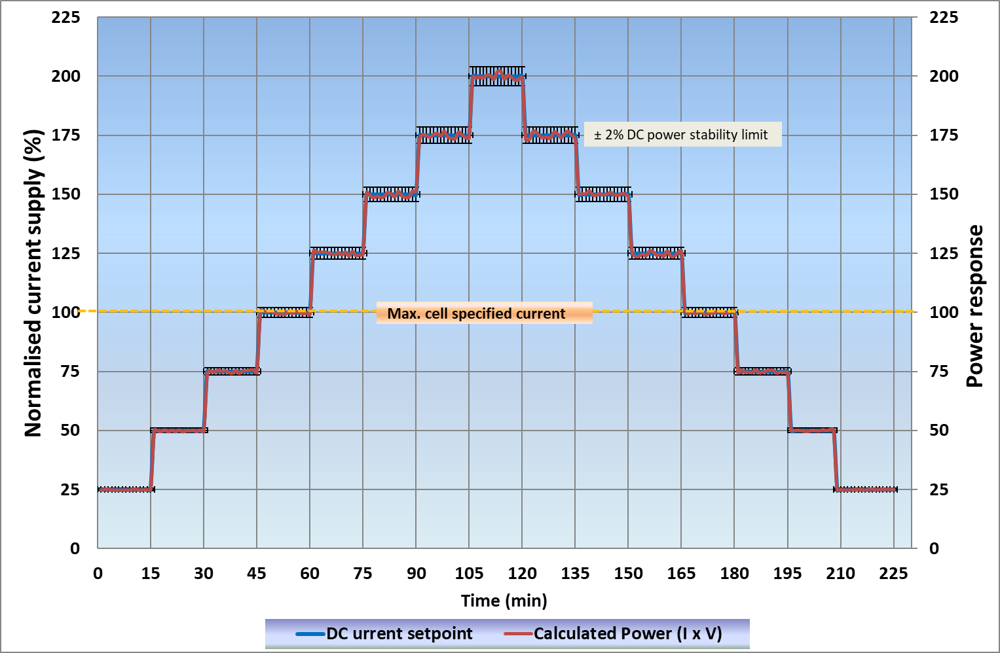 225 225
200 200
175 ± 2% DC power stability limit 175
150 150
125 125
100 Max. cell specified current 100
75 75
50 50
25 25
0 0
Normalised current supply (%)
Power response
0 15 30 45 60 75 90 105 120 135 150 165 180 195 210 225
Time (min)
DC urrent setpoint Calculated Power (I x V)